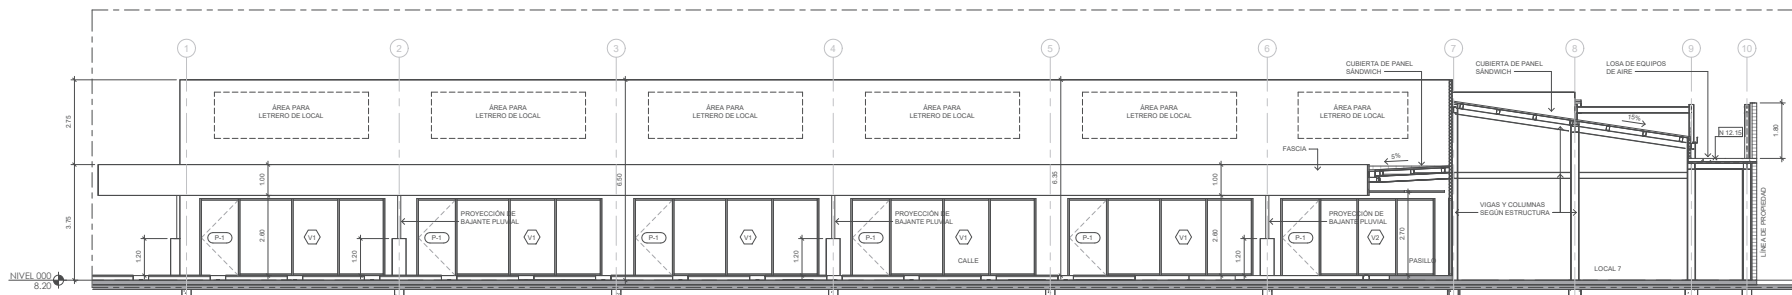 1
2
3
4
5
6
7
8
9
10
CUBIERTA DE PANEL
SÁNDWICH
CUBIERTA DE PANEL
SÁNDWICH
LOSA DE EQUIPOS
DE AIRE
ÁREA PARA
LETRERO DE LOCAL
ÁREA PARA
LETRERO DE LOCAL
ÁREA PARA
LETRERO DE LOCAL
ÁREA PARA
LETRERO DE LOCAL
ÁREA PARA
LETRERO DE LOCAL
ÁREA PARA
LETRERO DE LOCAL
2.75
15%
N 12.15
1.80
FASCIA
5%
1.00
6.50
6.35
1.00
3.75
PROYECCIÓN DE
BAJANTE PLUVIAL
PROYECCIÓN DE
BAJANTE PLUVIAL
PROYECCIÓN DE
BAJANTE PLUVIAL
VIGAS Y COLUMNAS
SEGÚN ESTRUCTURA
LÍNEA DE PROPIEDAD
P-1
2.60
P-1
V1
P-1
V1
P-1
V1
P-1
V1
2.60
P-1
V2
2.70
V1
1.20
1.20
1.20
1.20
CALLE
PASILLO
LOCAL 7
NIVEL 000
8.20